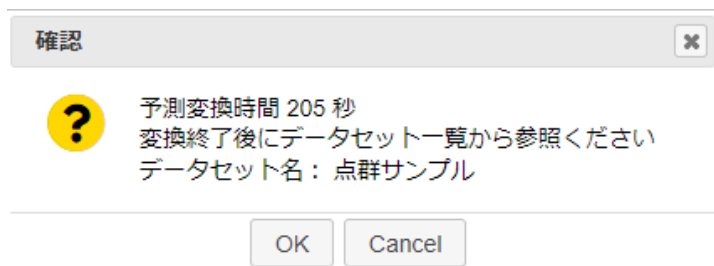 確認
予測変換時間 205 秒
変換終了後にデータセット一覧から参照ください
データセット名： 点群サンプル
OK
Cancel